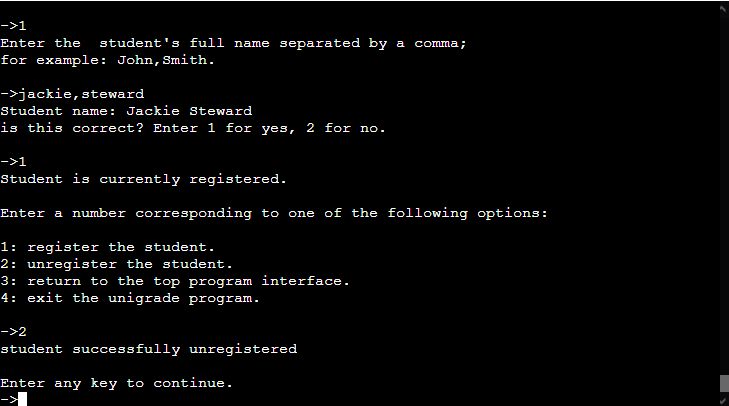 ->1
Enter the  student's full name separated by a comma;
for example: John,Smith.
->jackie,steward
Student name: Jackie Steward
is this correct? Enter 1 for yes, 2 for no.
->1
Student is currently registered.
Enter a number corresponding to one of the following options:
1: register the student.
2: unregister the student.
3: return to the top program interface.
4: exit the unigrade program.
->2
student successfully unregistered
Enter any key to continue.
->